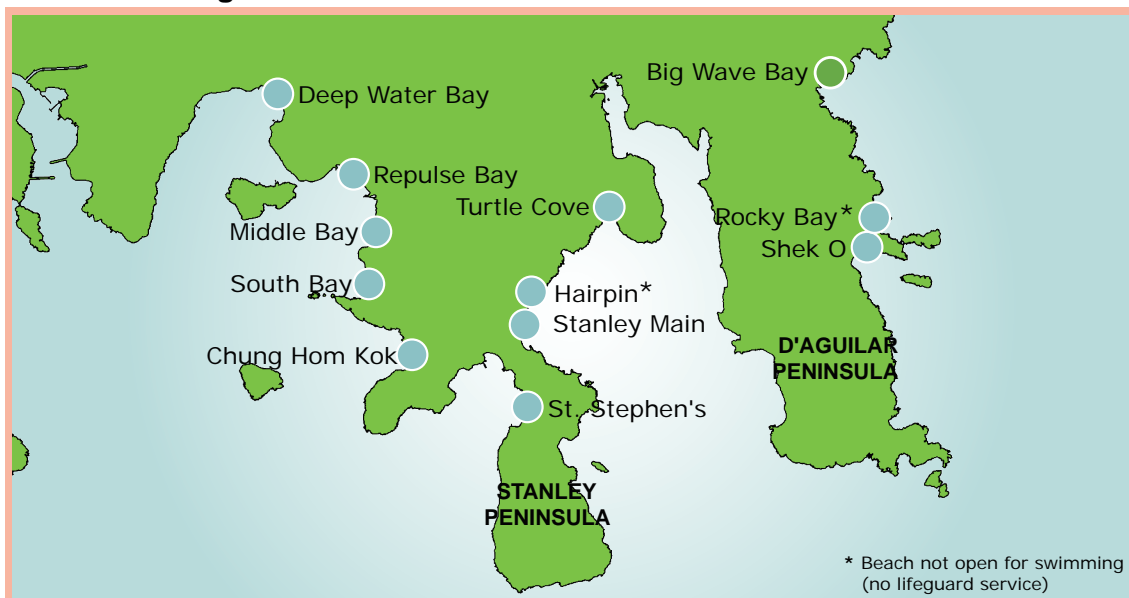 Big Wave Bay
Deep Water Bay
Repulse Bay
Turtle Cove
Rocky Bay*
Middle Bay
Shek O
South Bay
Hairpin*
Stanley Main
Chung Hom Kok
D'AGUILAR
PENINSULA
St. Stephen's
STANLEY
PENINSULA
* Beach not open for swimming
(no lifeguard service)